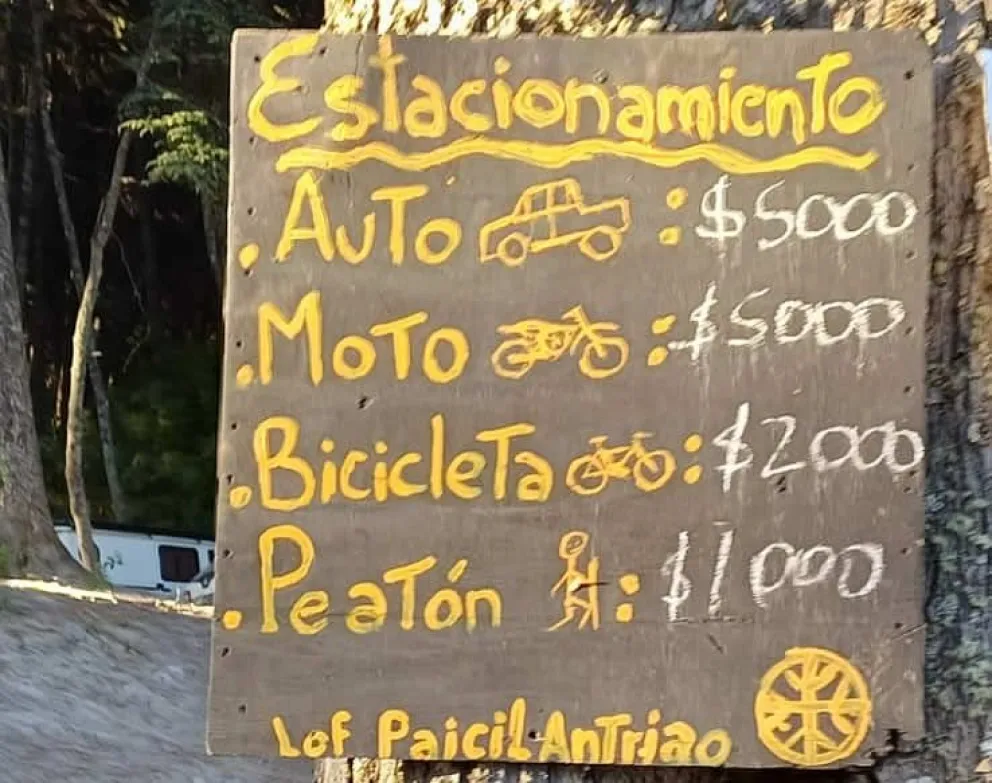 Estacionamiento
. Auto : $5000
. Moto : $5000
. Bicicleta : $2000
. Peatón : $1000
Lof Paicil Antriao